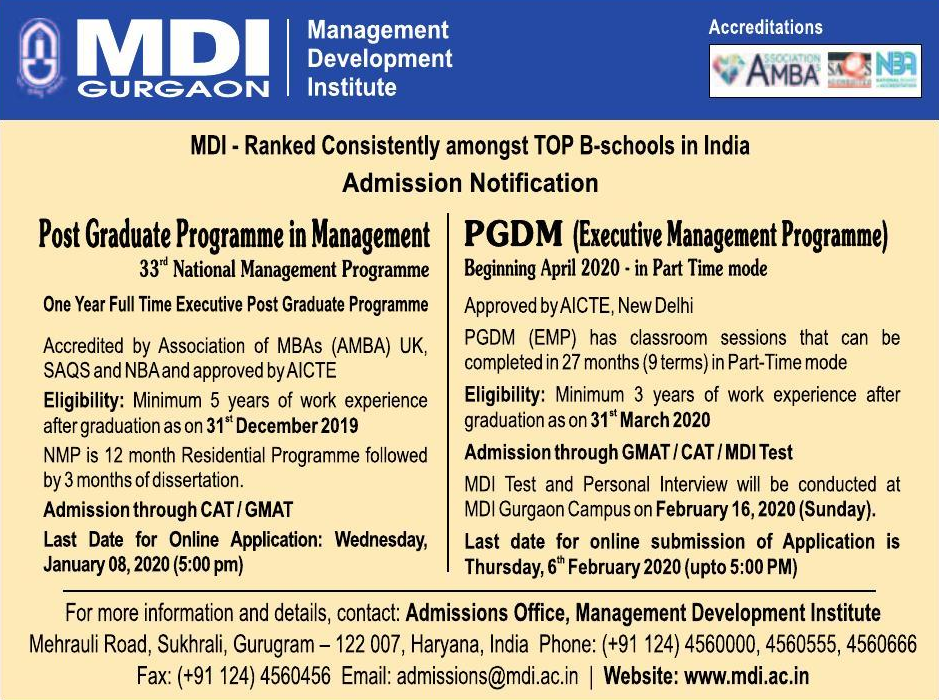 MDI
GURGAON
Management
Development
Institute
Accreditations
ASSOCIATION
AMBA
SAQS
NBA
MDI - Ranked Consistently amongst TOP B-schools in India
Admission Notification
Post Graduate Programme in Management
33rd National Management Programme
One Year Full Time Executive Post Graduate Programme
Accredited by Association of MBAs (AMBA) UK,
SAQS and NBA and approved by AICTE
Eligibility: Minimum 5 years of work experience
after graduation as on 31st December 2019
NMP is 12 month Residential Programme followed
by 3 months of dissertation.
Admission through CAT / GMAT
Last Date for Online Application: Wednesday,
January 08, 2020 (5:00 pm)
PGDM (Executive Management Programme)
Beginning April 2020 - in Part Time mode
Approved by AICTE, New Delhi
PGDM (EMP) has classroom sessions that can be
completed in 27 months (9 terms) in Part-Time mode
Eligibility: Minimum 3 years of work experience after
graduation as on 31st March 2020
Admission through GMAT / CAT / MDI Test
MDI Test and Personal Interview will be conducted at
MDI Gurgaon Campus on February 16, 2020 (Sunday).
Last date for online submission of Application is
Thursday, 6th February 2020 (upto 5:00 PM)
For more information and details, contact: Admissions Office, Management Development Institute
Mehrauli Road, Sukhrali, Gurugram – 122 007, Haryana, India Phone: (+91 124) 4560000, 4560555, 4560666
Fax: (+91 124) 4560456 Email: admissions@mdi.ac.in | Website: www.mdi.ac.in